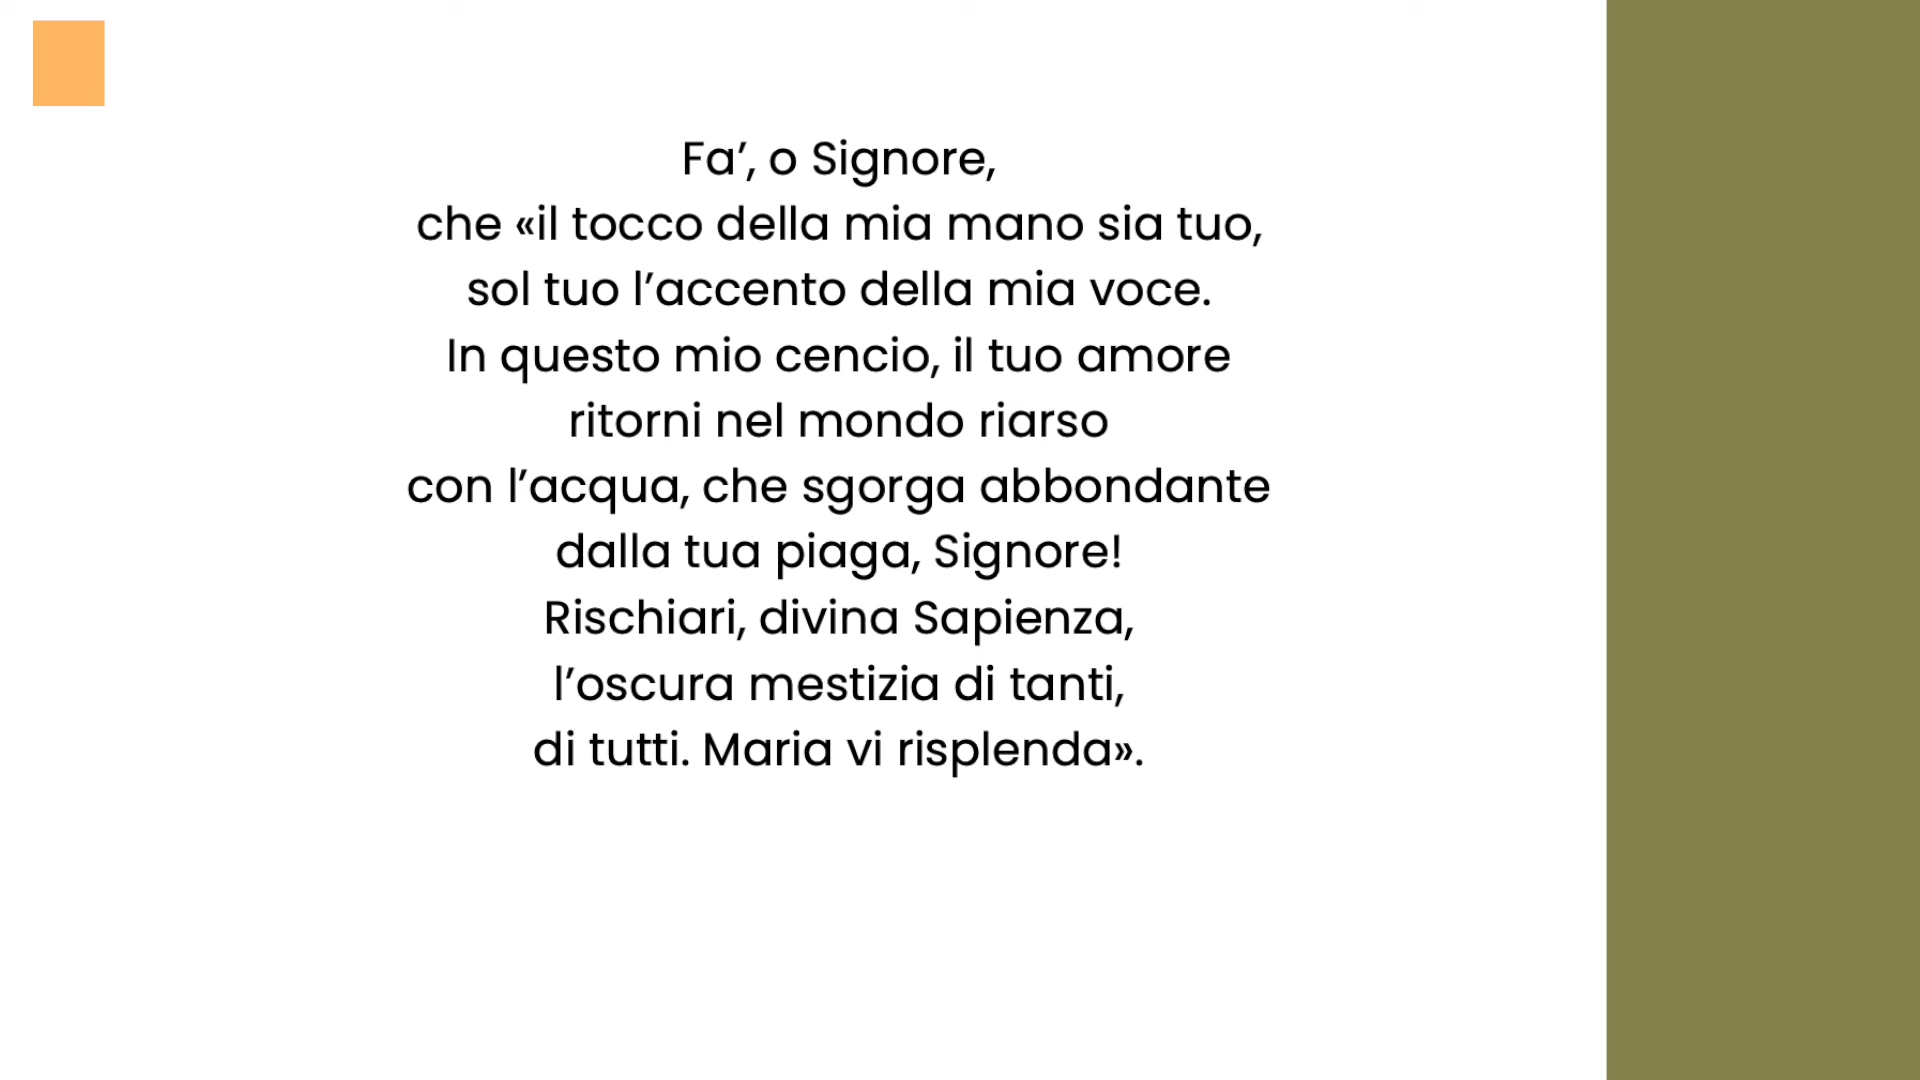 Fa’, o Signore,
che «il tocco della mia mano sia tuo,
sol tuo l’accento della mia voce.
In questo mio cencio, il tuo amore
ritorni nel mondo riarso
con l’acqua, che sgorga abbondante
dalla tua piaga, Signore!
Rischiari, divina Sapienza,
l’oscura mestizia di tanti,
di tutti. Maria vi risplenda».